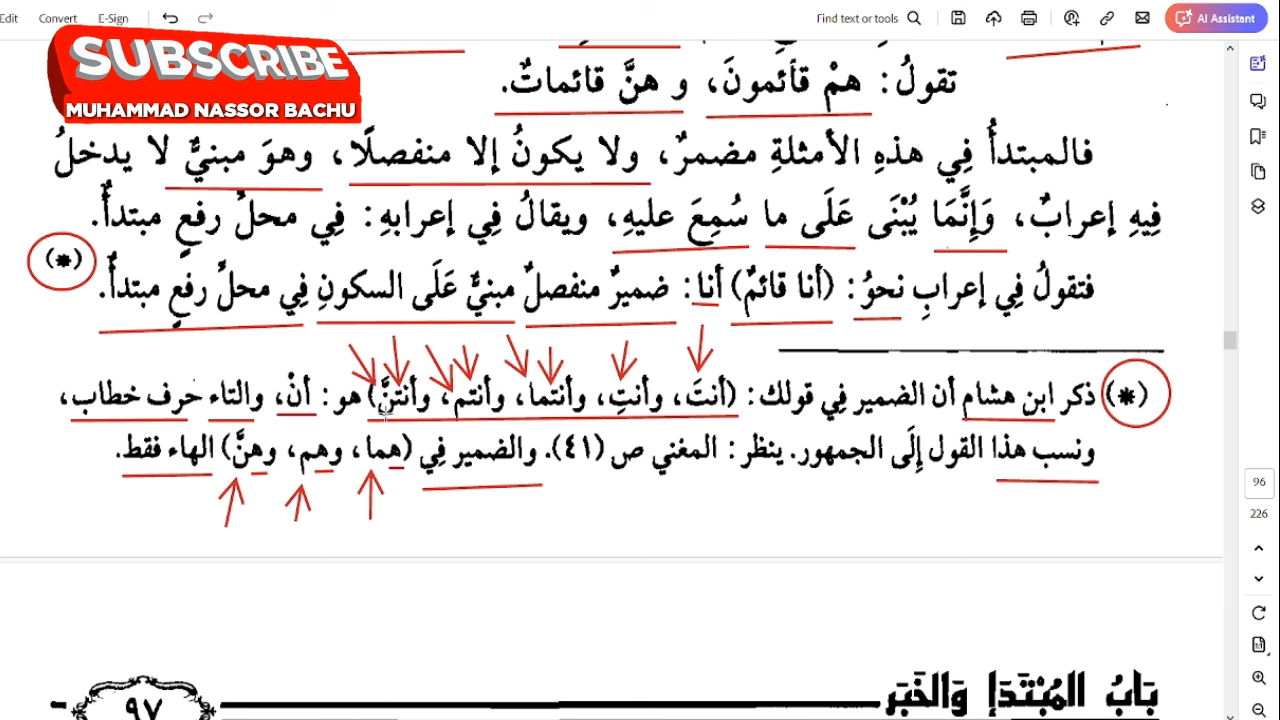 Edit Convert E-Sign Find text or tools AI Assistant
SUBSCRIBE
MUHAMMAD NASSOR BACHU
تقولُ: همْ قائمونَ، و هنَّ قائماتٌ.
فالمبتدأُ فِي هذهِ الأمثلةِ مضمرٌ، ولا يكونُ إلا منفصلًا، وهوَ مبنيٌّ لا يدخلُ
فِيهِ إعرابٌ، وَإِنَّمَا يُبْنَى عَلَى ما سُمِعَ عليهِ، ويقالُ فِي إعرابهِ: فِي محلِّ رفعٍ مبتدأٌ.
(*)
فتقولُ فِي إعرابِ نحوُ: (أنا قائمٌ) أنا: ضميرٌ منفصلٌ مبنيٌّ عَلَى السكونِ فِي محلِّ رفعٍ مبتدأٌ.
(*) ذكر ابن هشام أن الضمير في قولك: (أنتَ، وأنتِ، وأنتما، وأنتم، وأنتنَّ) هو: أنْ، والتاء حرف خطاب،
ونسب هذا القول إلَى الجمهور. ينظر: المغني ص (٤١). والضمير فِي (هما، وهم، وهنَّ) الهاء فقط.
96
226
بَابُ المُبْتَدَإِ وَالخَبَر
٩٧